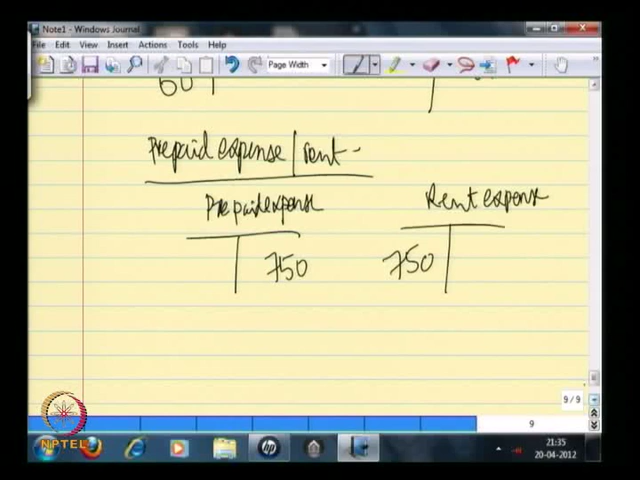 Note1 - Windows Journal
File Edit View Insert Actions Tools Help
Page Width
60
Prepaid expense | rent -
Prepaid expense Rent expense
750 750
9 / 9
9
NPTEL
21:35
20-04-2012